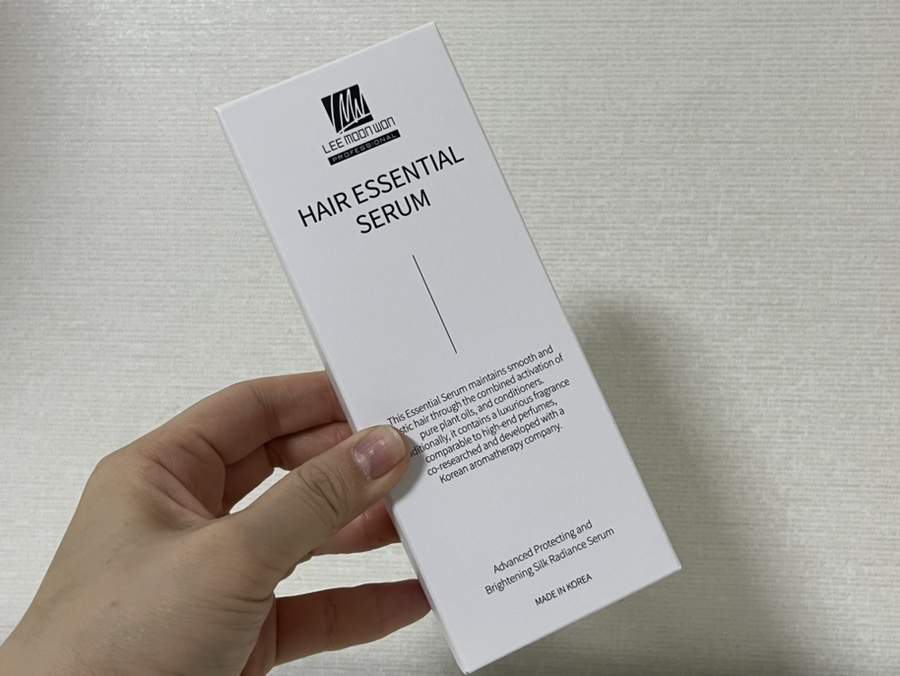 LMW
LEE MOON WON
PROFESSIONAL
HAIR ESSENTIAL
SERUM
This Essential Serum maintains smooth and
hair through the combined activation of
pure plant oils, and conditioners.
it contains a luxurious fragrance
comparable to high-end perfumes,
co-researched and developed with a
Korean aromatherapy company.
Advanced Protecting and
Brightening Silk Radiance Serum
MADE IN KOREA